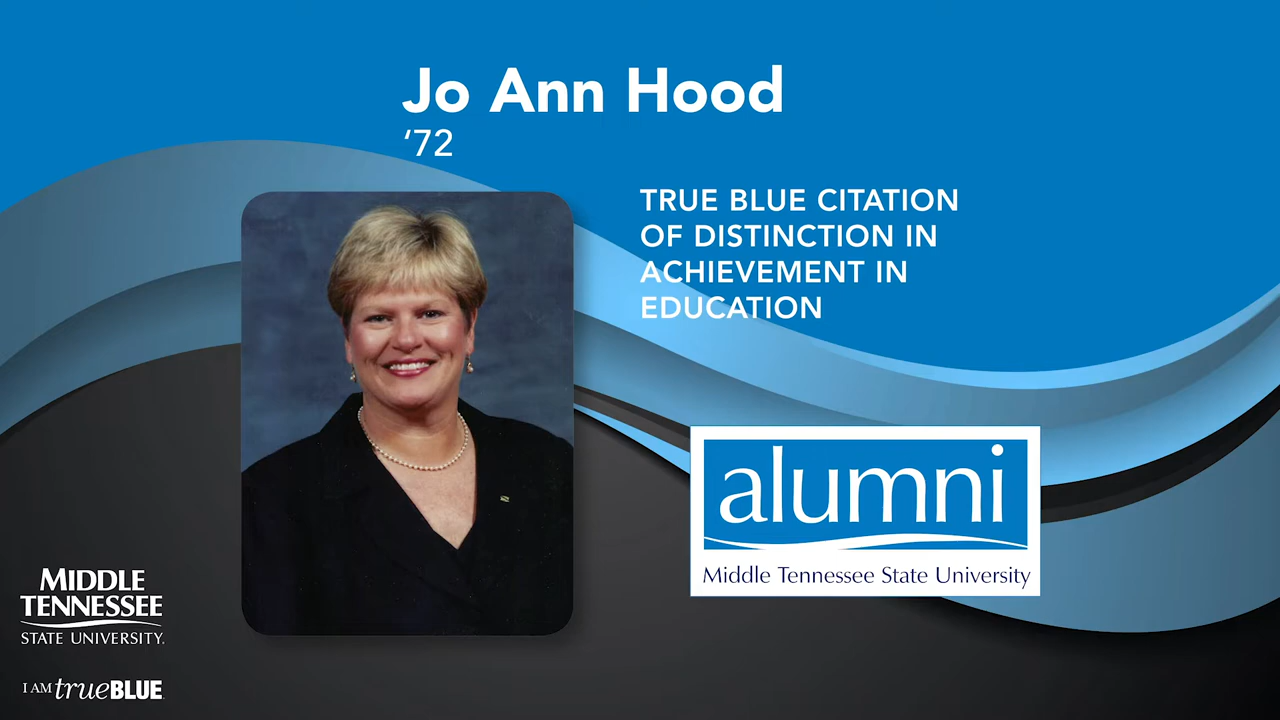 Jo Ann Hood
‘72
TRUE BLUE CITATION
OF DISTINCTION IN
ACHIEVEMENT IN
EDUCATION
alumni
Middle Tennessee State University
MIDDLE
TENNESSEE
STATE UNIVERSITY.
I AM trueBLUE.